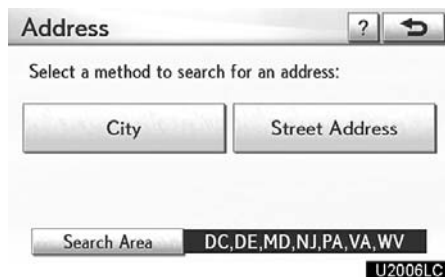 Address ?
Select a method to search for an address:
City Street Address
Search Area DC,DE,MD,NJ,PA,VA,WV
U2006LC